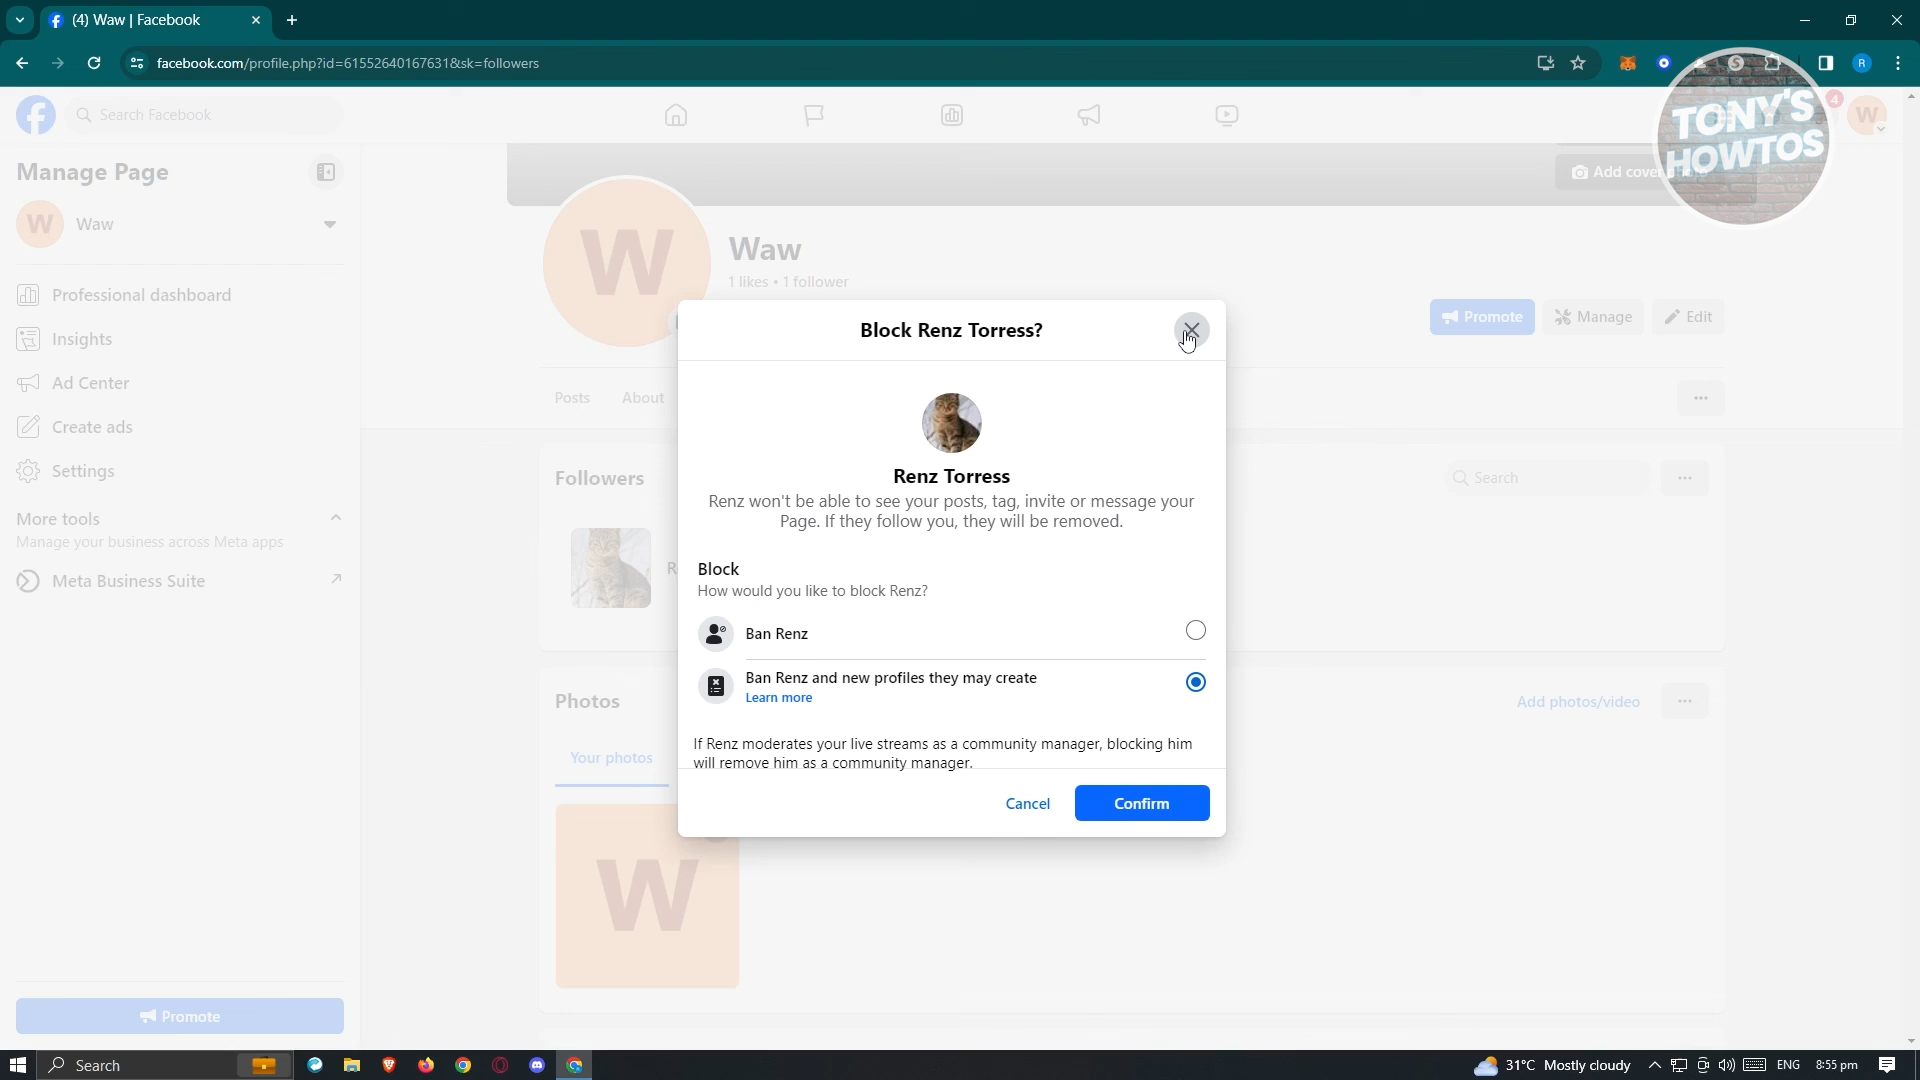 (4) Waw | Facebook
facebook.com/profile.php?id=61552640167631&sk=followers
R
Search Facebook
4
W
TONY'S
HOWTOS
Manage Page
W
Waw
Professional dashboard
Insights
Ad Center
Create ads
Settings
More tools
Manage your business across Meta apps
Meta Business Suite
Promote
Add cover
W
Waw
1 likes • 1 follower
Promote
Manage
Edit
Posts
About
Followers
Search
R
Photos
Add photos/video
Your photos
W
Block Renz Torress?
Renz Torress
Renz won't be able to see your posts, tag, invite or message your
Page. If they follow you, they will be removed.
Block
How would you like to block Renz?
Ban Renz
Ban Renz and new profiles they may create
Learn more
If Renz moderates your live streams as a community manager, blocking him
will remove him as a community manager.
Cancel
Confirm
Search
31°C Mostly cloudy
ENG
8:55 pm